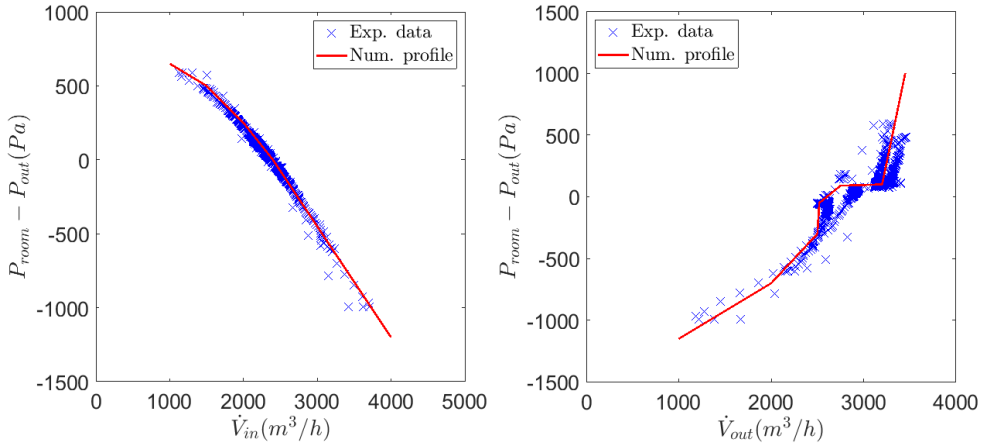 1000
500
0
-500
-1000
-1500
0 1000 2000 3000 4000 5000
P_room − P_out(Pa)
V̇_in(m³/h)
Exp. data
Num. profile
1500
1000
500
0
-500
-1000
-1500
0 1000 2000 3000 4000
P_room − P_out(Pa)
V̇_out(m³/h)
Exp. data
Num. profile